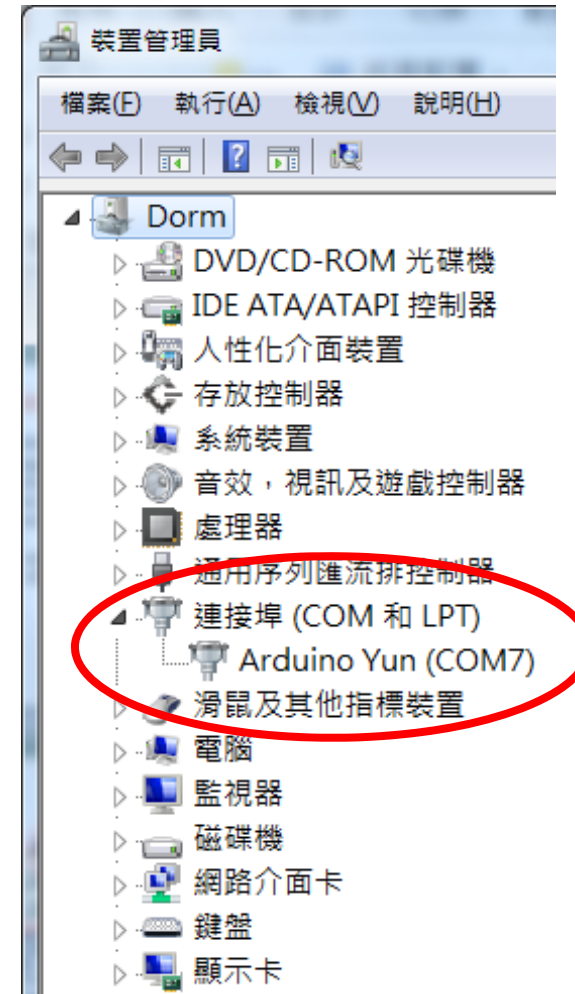 裝置管理員
檔案(F) 執行(A) 檢視(V) 說明(H)
Dorm
DVD/CD-ROM 光碟機
IDE ATA/ATAPI 控制器
人性化介面裝置
存放控制器
系統裝置
音效，視訊及遊戲控制器
處理器
通用序列匯流排控制器
連接埠 (COM 和 LPT)
Arduino Yun (COM7)
滑鼠及其他指標裝置
電腦
監視器
磁碟機
網路介面卡
鍵盤
顯示卡